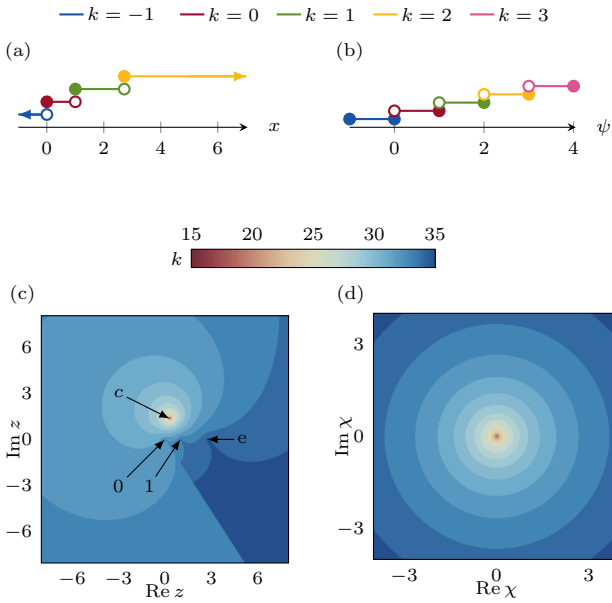 k = −1 k = 0 k = 1 k = 2 k = 3
(a) (b)
0 2 4 6 x
0 2 4 ψ
15 20 25 30 35
k
(c) (d)
6
3
0
−3
−6
Im z
c
e
0 1
−6 −3 0 3 6
Re z
3
0
−3
Im χ
−3 0 3
Re χ